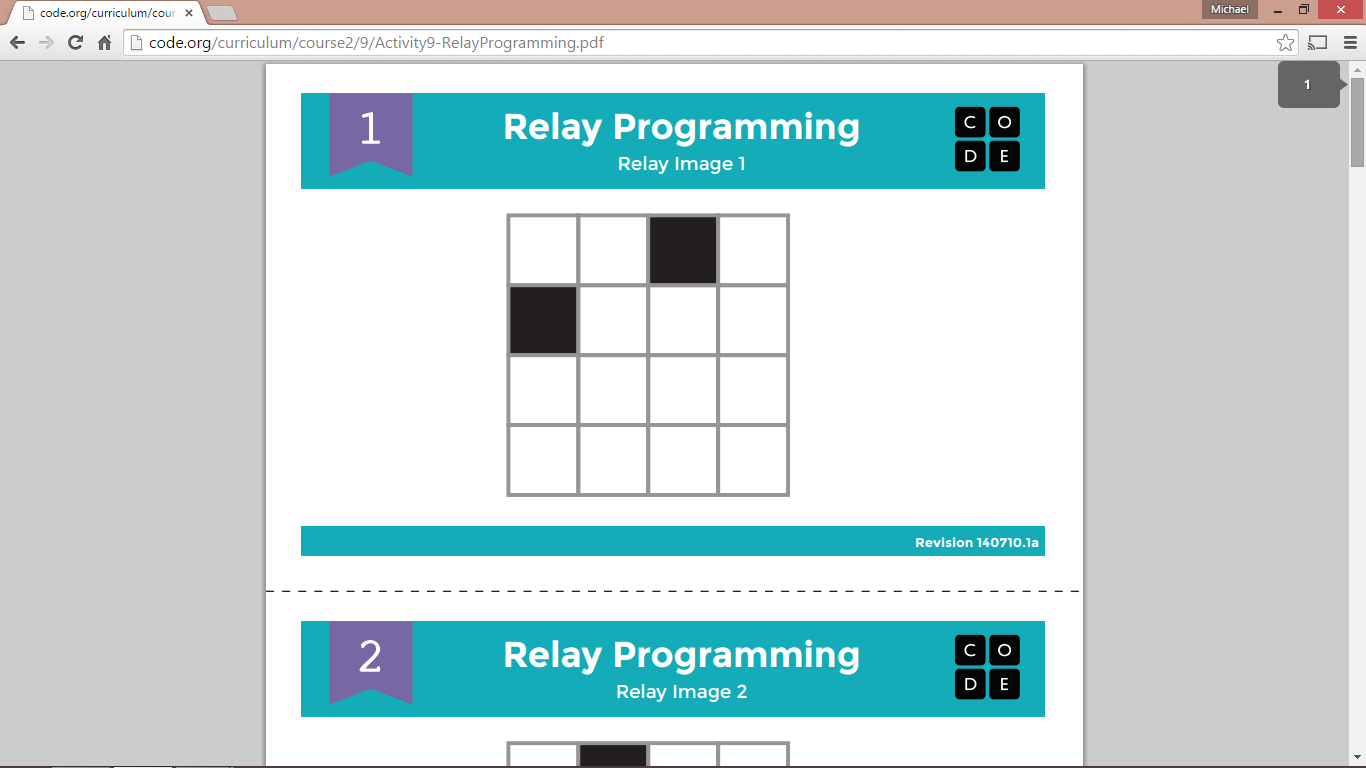 code.org/curriculum/cour
Michael
code.org/curriculum/course2/9/Activity9-RelayProgramming.pdf
1
1
Relay Programming
Relay Image 1
C O
D E
Revision 140710.1a
2
Relay Programming
Relay Image 2
C O
D E